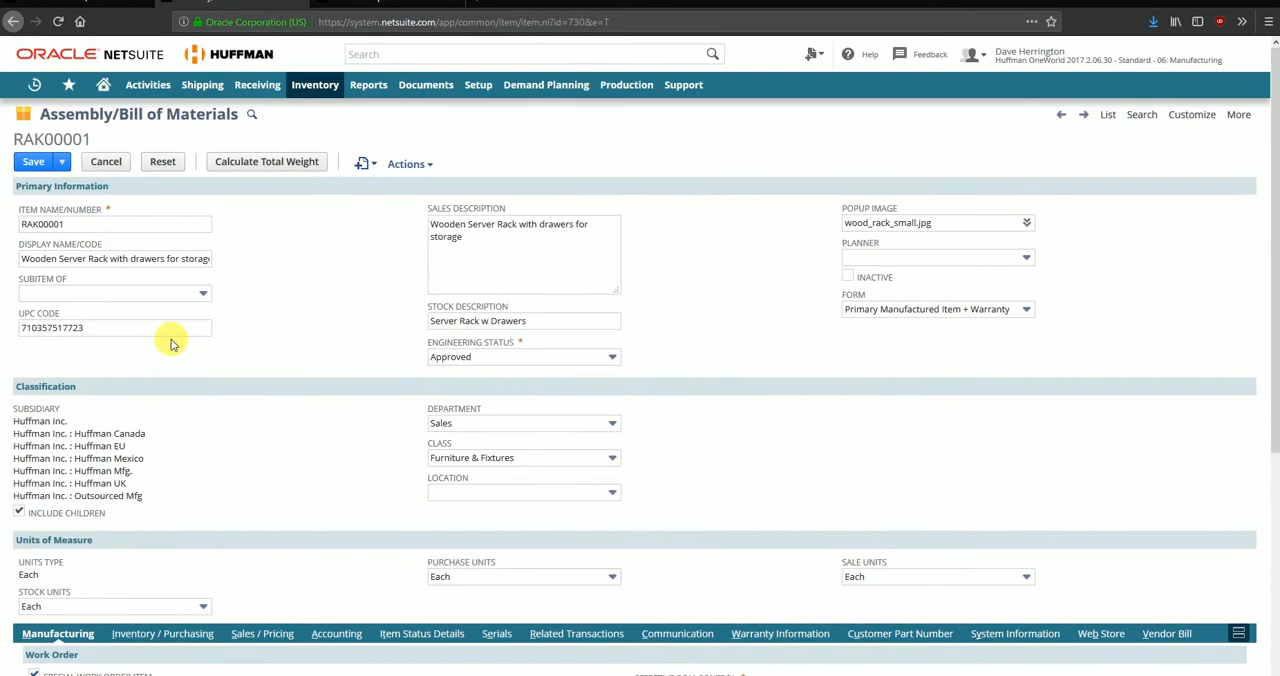 Oracle Corporation (US)
https://system.netsuite.com/app/common/item/item.nl?id=730&e=T
ORACLE NETSUITE
HUFFMAN
Search
Help
Feedback
Dave Herrington
Huffman OneWorld 2017.2.06.30 - Standard - 06: Manufacturing
Activities
Shipping
Receiving
Inventory
Reports
Documents
Setup
Demand Planning
Production
Support
Assembly/Bill of Materials
List
Search
Customize
More
RAK00001
Save
Cancel
Reset
Calculate Total Weight
Actions
Primary Information
ITEM NAME/NUMBER *
RAK00001
DISPLAY NAME/CODE
Wooden Server Rack with drawers for storage
SUBITEM OF
UPC CODE
710357517723
SALES DESCRIPTION
Wooden Server Rack with drawers for
storage
STOCK DESCRIPTION
Server Rack w Drawers
ENGINEERING STATUS *
Approved
POPUP IMAGE
wood_rack_small.jpg
PLANNER
INACTIVE
FORM
Primary Manufactured Item + Warranty
Classification
SUBSIDIARY
Huffman Inc.
Huffman Inc. : Huffman Canada
Huffman Inc. : Huffman EU
Huffman Inc. : Huffman Mexico
Huffman Inc. : Huffman Mfg.
Huffman Inc. : Huffman UK
Huffman Inc. : Outsourced Mfg
INCLUDE CHILDREN
DEPARTMENT
Sales
CLASS
Furniture & Fixtures
LOCATION
Units of Measure
UNITS TYPE
Each
STOCK UNITS
Each
PURCHASE UNITS
Each
SALE UNITS
Each
Manufacturing
Inventory / Purchasing
Sales / Pricing
Accounting
Item Status Details
Serials
Related Transactions
Communication
Warranty Information
Customer Part Number
System Information
Web Store
Vendor Bill
Work Order
SPECIAL WORK ORDER ITEM